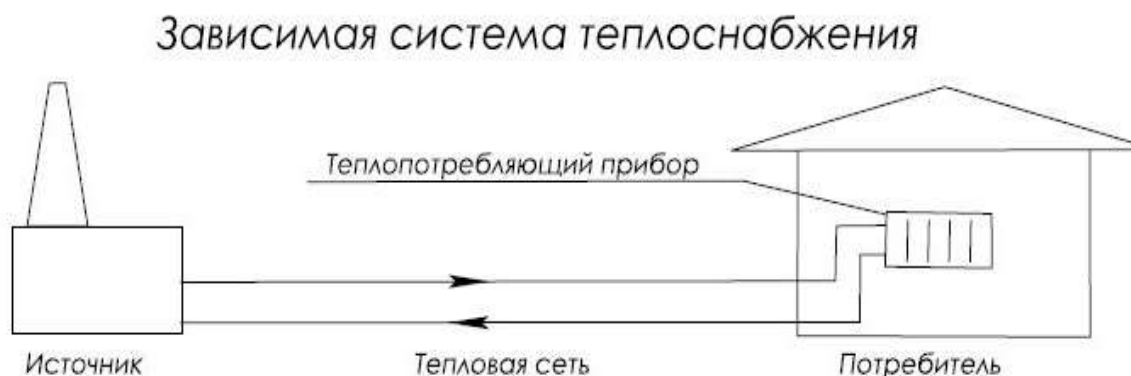 Зависимая система теплоснабжения
Теплопотребляющий прибор
Источник
Тепловая сеть
Потребитель